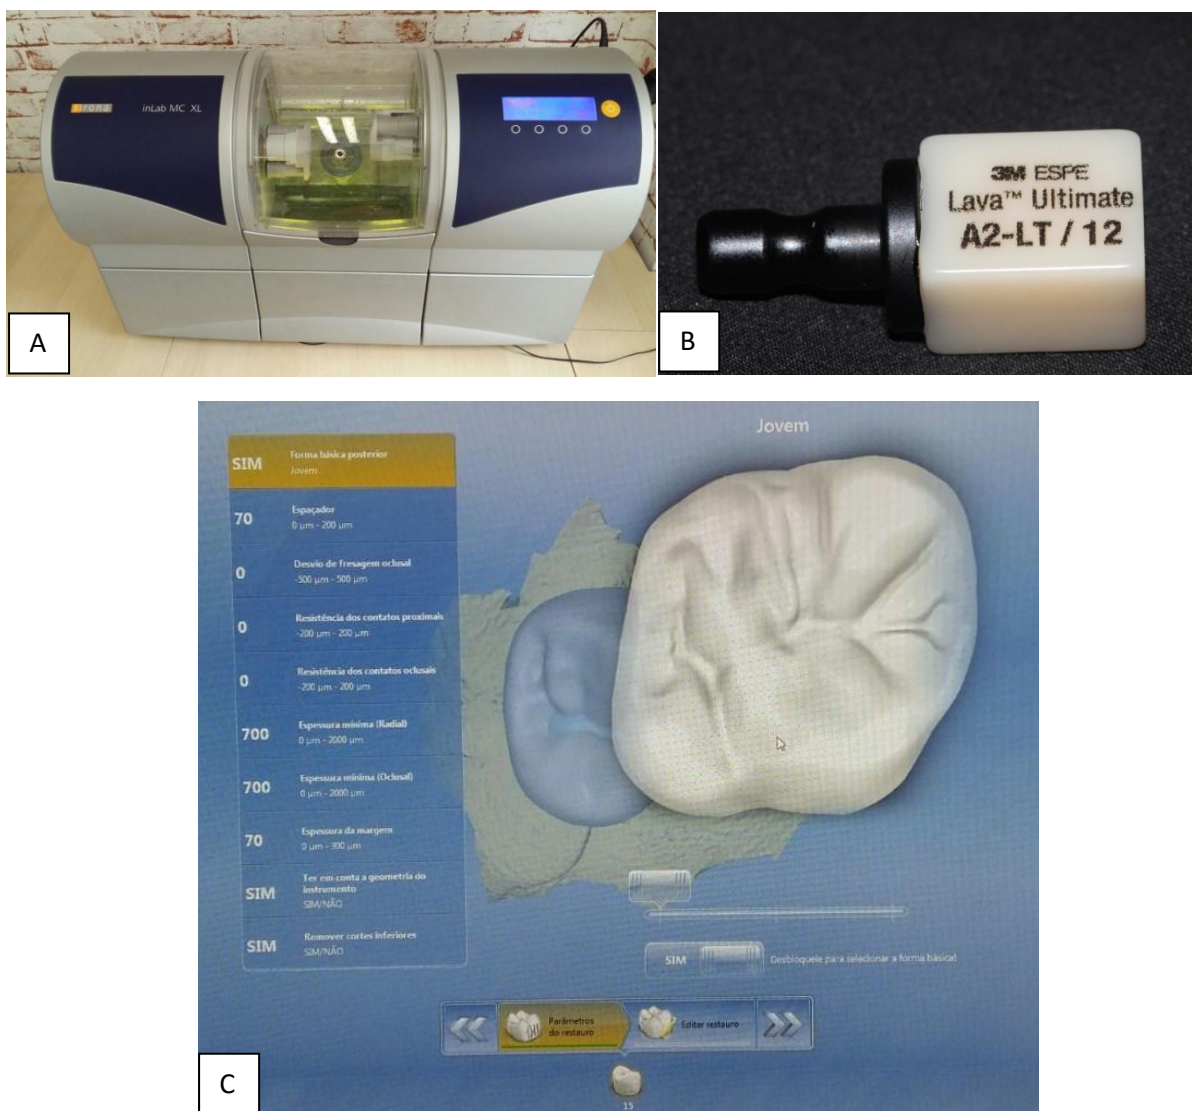 sirona
inLab MC XL
A
3M ESPE
Lava™ Ultimate
A2-LT / 12
B
Jovem
SIM
Forma básica posterior
Jovem
70
Espaçador
0 µm - 200 µm
0
Desvio de fresagem oclusal
-500 µm - 500 µm
0
Resistência dos contatos proximais
-200 µm - 200 µm
0
Resistência dos contatos oclusais
-200 µm - 200 µm
700
Espessura mínima (Radial)
0 µm - 2000 µm
700
Espessura mínima (Oclusal)
0 µm - 2000 µm
70
Espessura da margem
0 µm - 300 µm
SIM
Ter em conta a geometria do
instrumento
SIM/NÃO
SIM
Remover cortes inferiores
SIM/NÃO
SIM
Desbloqueie para selecionar a forma básica!
Parâmetros
do restauro
Editar restauro
15
C